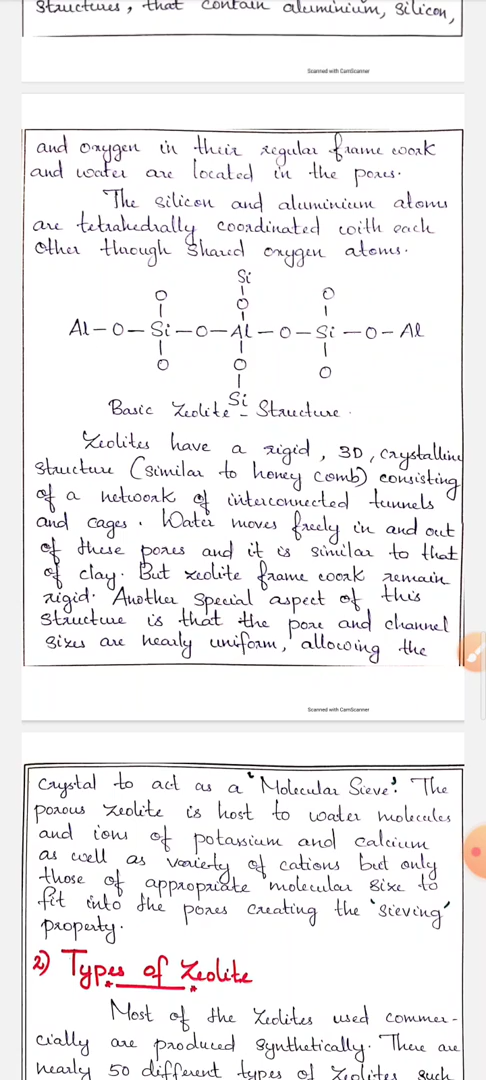 structures, that contain aluminium, silicon,
Scanned with CamScanner
and oxygen in their regular frame work
and water are located in the pores.
The silicon and aluminium atoms
are tetrahedrally coordinated with each
other through shared oxygen atoms.
Si
O O O
Al-O-Si-O-Al-O-Si-O-Al
O O O
Si
Basic Zeolite - Structure.
Zeolites have a rigid, 3D, crystalline
structure (similar to honey comb) consisting
of a network of interconnected tunnels
and cages. Water moves freely in and out
of these pores and it is similar to that
of clay. But zeolite frame work remain
rigid. Another special aspect of this
structure is that the pore and channel
sizes are nearly uniform, allowing the
Scanned with CamScanner
crystal to act as a 'Molecular Sieve'. The
porous zeolite is host to water molecules
and ions of potassium and calcium
as well as variety of cations but only
those of appropriate molecular size to
fit into the pores creating the 'sieving'
property.
2) Types of Zeolite
Most of the Zeolites used commer-
cially are produced synthetically. There are
nearly 50 different types of Zeolites such